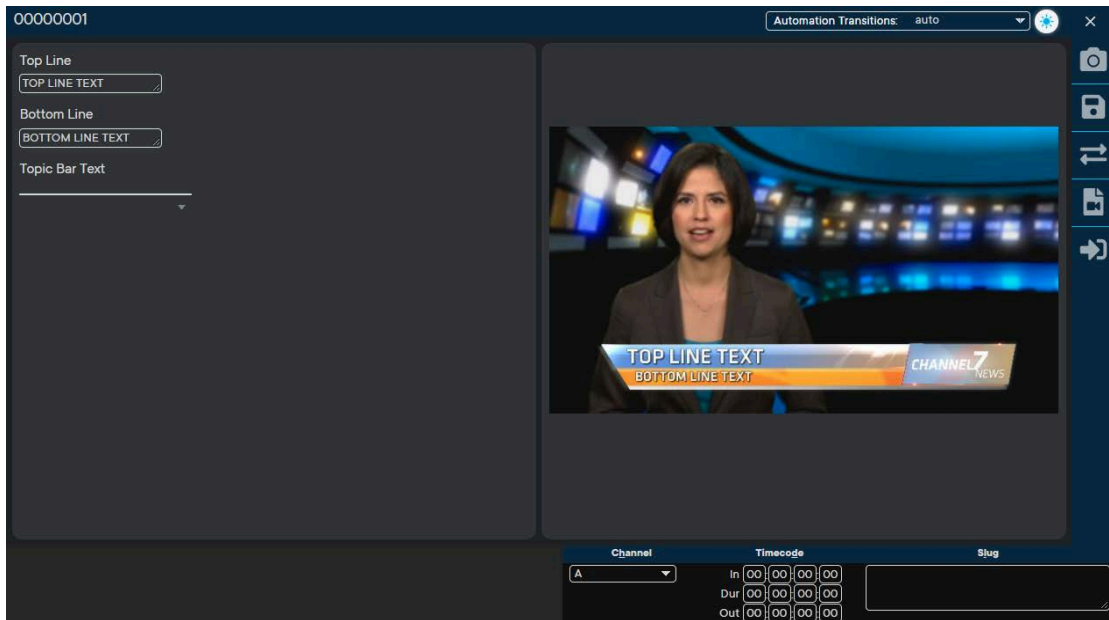 00000001
Automation Transitions: auto
Top Line
TOP LINE TEXT
Bottom Line
BOTTOM LINE TEXT
Topic Bar Text
TOP LINE TEXT
BOTTOM LINE TEXT
CHANNEL 7
NEWS
Channel
Timecode
Slug
A
In 00:00:00:00
Dur 00:00:00:00
Out 00:00:00:00